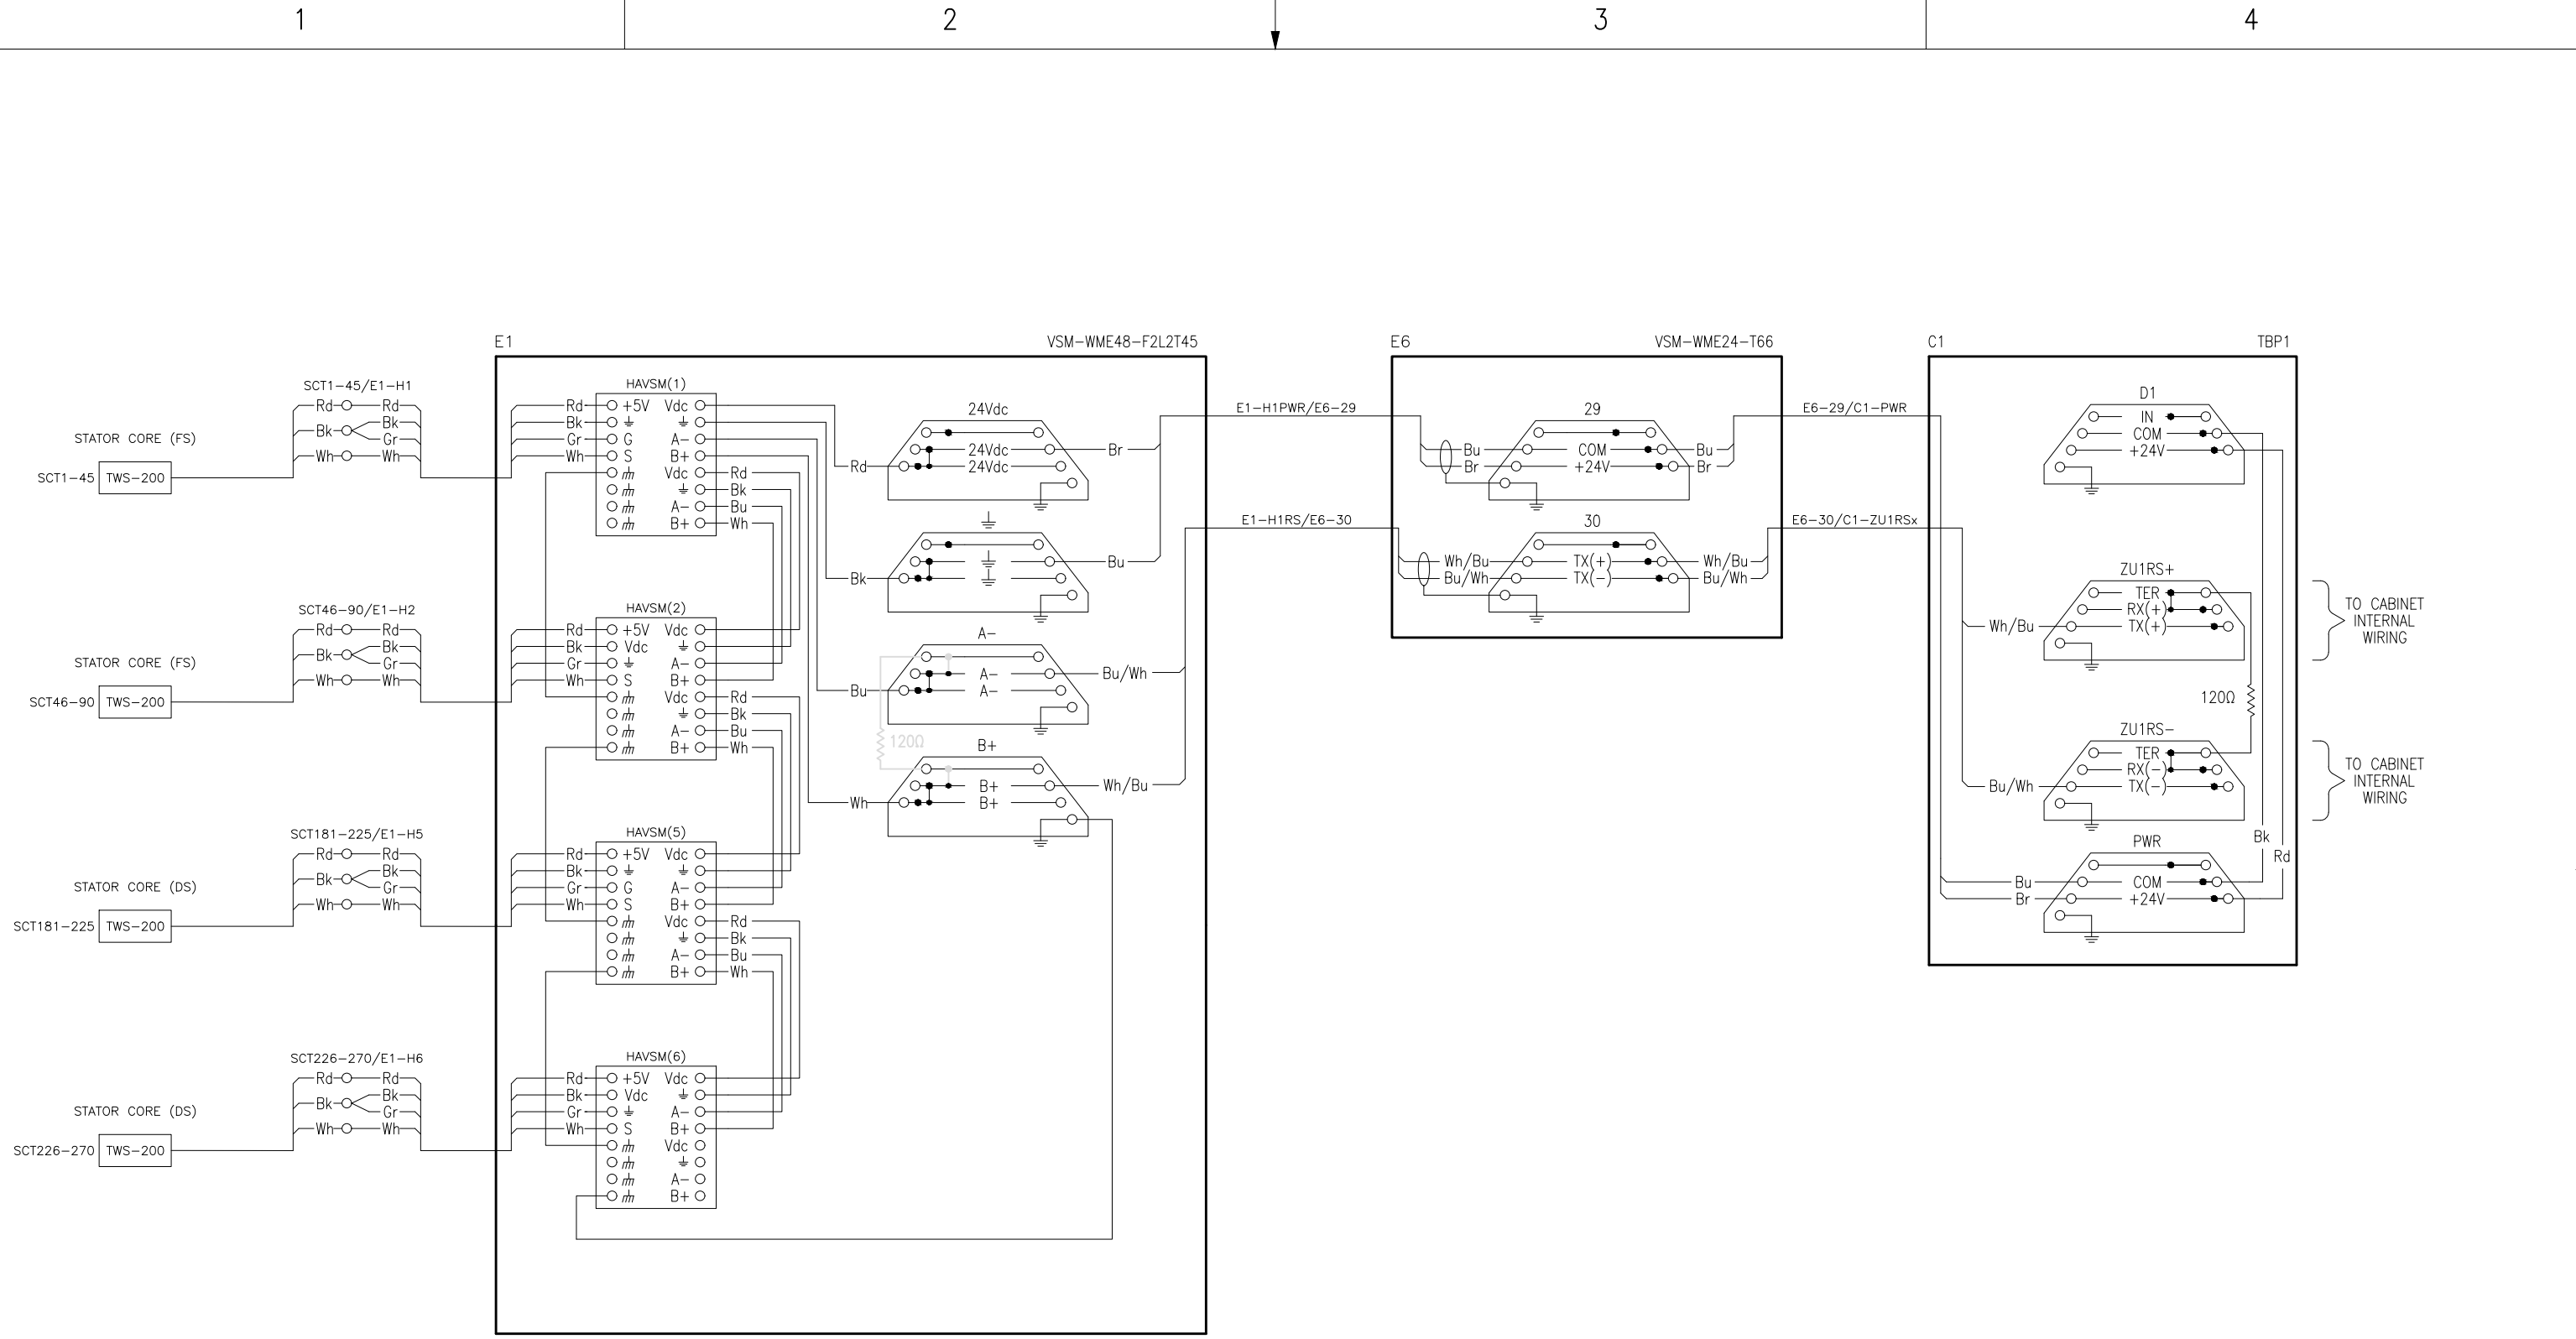 1
2
3
4
E1
VSM-WME48-F2L2T45
E6
VSM-WME24-T66
C1
TBP1
STATOR CORE (FS)
SCT1-45
TWS-200
SCT1-45/E1-H1
Rd
Rd
Bk
Bk
Gr
Wh
Wh
STATOR CORE (FS)
SCT46-90
TWS-200
SCT46-90/E1-H2
Rd
Rd
Bk
Bk
Gr
Wh
Wh
STATOR CORE (DS)
SCT181-225
TWS-200
SCT181-225/E1-H5
Rd
Rd
Bk
Bk
Gr
Wh
Wh
STATOR CORE (DS)
SCT226-270
TWS-200
SCT226-270/E1-H6
Rd
Rd
Bk
Bk
Gr
Wh
Wh
HAVSM(1)
Rd +5V Vdc
Bk
Gr G A-
Wh S B+
Vdc Rd
Bk
A- Bu
B+ Wh
HAVSM(2)
Rd +5V Vdc
Bk Vdc
Gr A-
Wh S B+
Vdc Rd
Bk
A- Bu
B+ Wh
HAVSM(5)
Rd +5V Vdc
Bk
Gr G A-
Wh S B+
Vdc Rd
Bk
A- Bu
B+ Wh
HAVSM(6)
Rd +5V Vdc
Bk Vdc
Gr A-
Wh S B+
Vdc
A-
B+
24Vdc
24Vdc Br
Rd 24Vdc
Bu
Bk
A-
A- Bu/Wh
Bu A-
120Ω
B+
B+ Wh/Bu
Wh B+
E1-H1PWR/E6-29
E1-H1RS/E6-30
29
Bu COM Bu
Br +24V Br
30
Wh/Bu TX(+) Wh/Bu
Bu/Wh TX(-) Bu/Wh
E6-29/C1-PWR
E6-30/C1-ZU1RSx
D1
IN
COM
+24V
ZU1RS+
TER
RX(+)
Wh/Bu TX(+)
120Ω
ZU1RS-
TER
RX(-)
Bu/Wh TX(-)
PWR
Bu COM
Br +24V
Bk
Rd
TO CABINET
INTERNAL
WIRING
TO CABINET
INTERNAL
WIRING